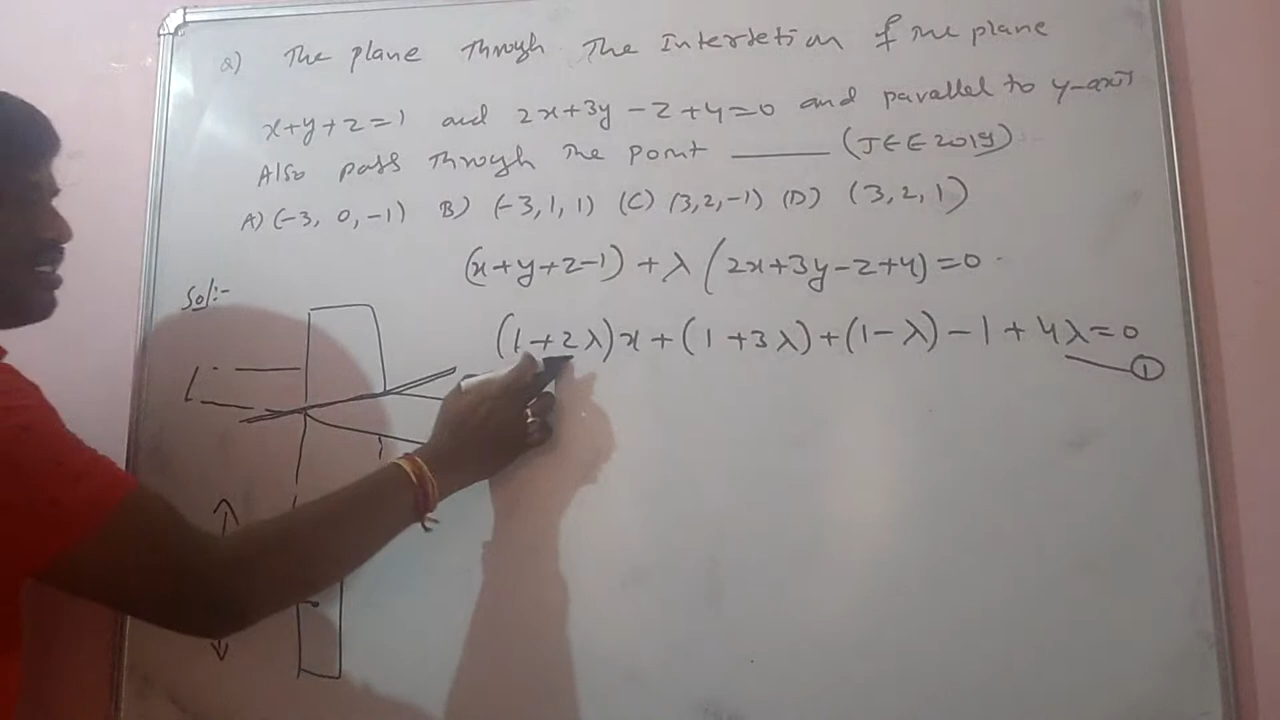 Q) The plane Through The Intersetion of the plane
x+y+z=1 and 2x+3y-z+4=0 and parallel to y-axis
Also pass Through The point ______ (JEE 2019)
A) (-3, 0, -1) B) (-3, 1, 1) (C) (3, 2, -1) (D) (3, 2, 1)
(x+y+z-1) + λ (2x+3y-z+4) = 0
Sol:-
(1+2λ)x + (1+3λ) + (1-λ) - 1 + 4λ = 0
1